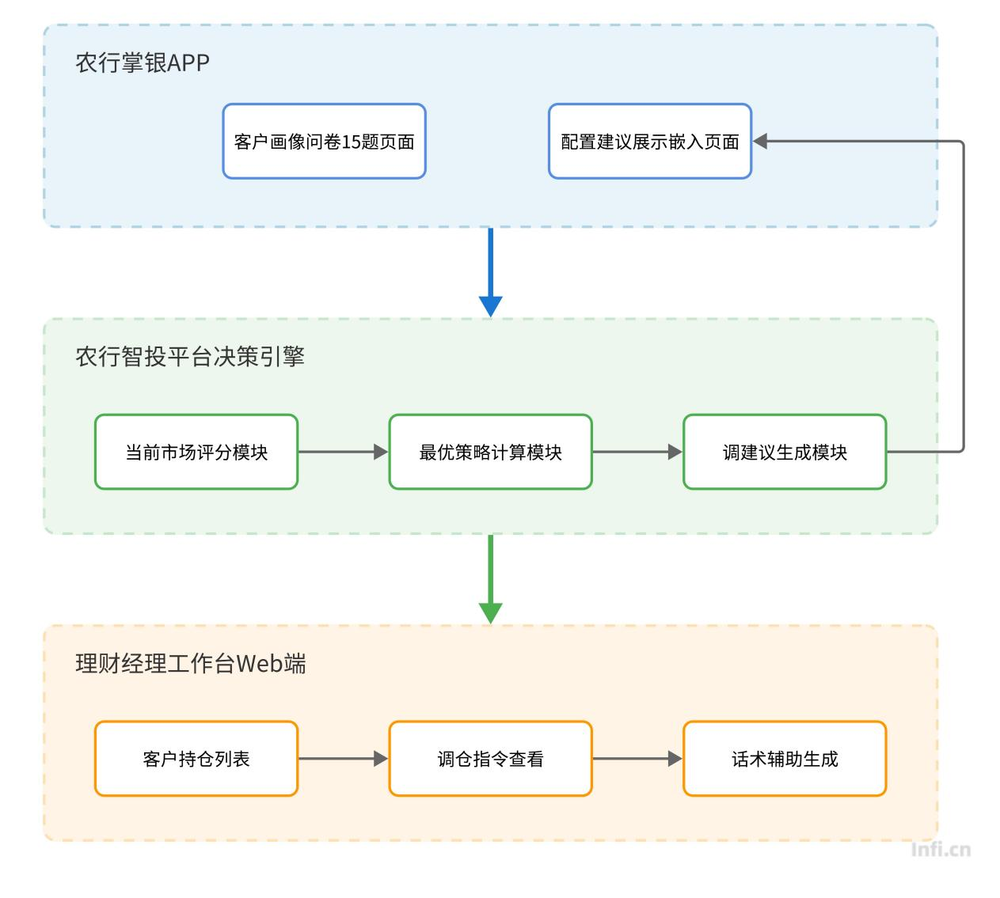 农行掌银APP
客户画像问卷15题页面
配置建议展示嵌入页面
农行智投平台决策引擎
当前市场评分模块
最优策略计算模块
调建议生成模块
理财经理工作台Web端
客户持仓列表
调仓指令查看
话术辅助生成
Infi.cn